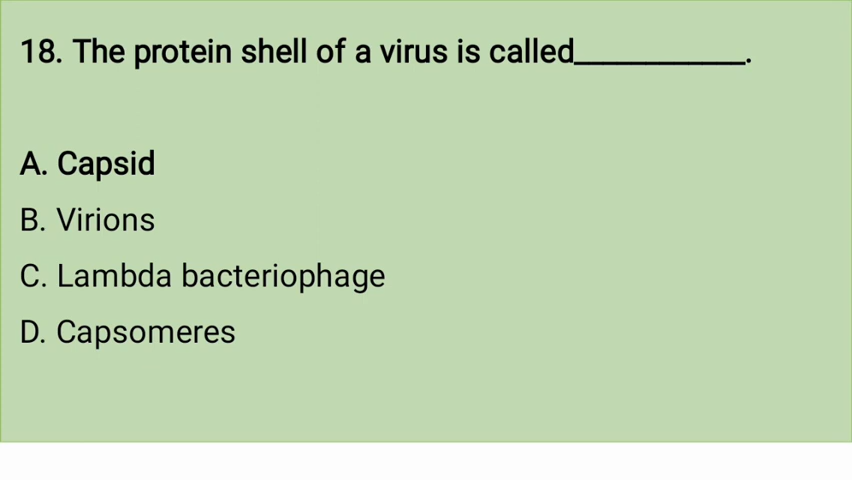 18. The protein shell of a virus is called____________.
A. Capsid
B. Virions
C. Lambda bacteriophage
D. Capsomeres